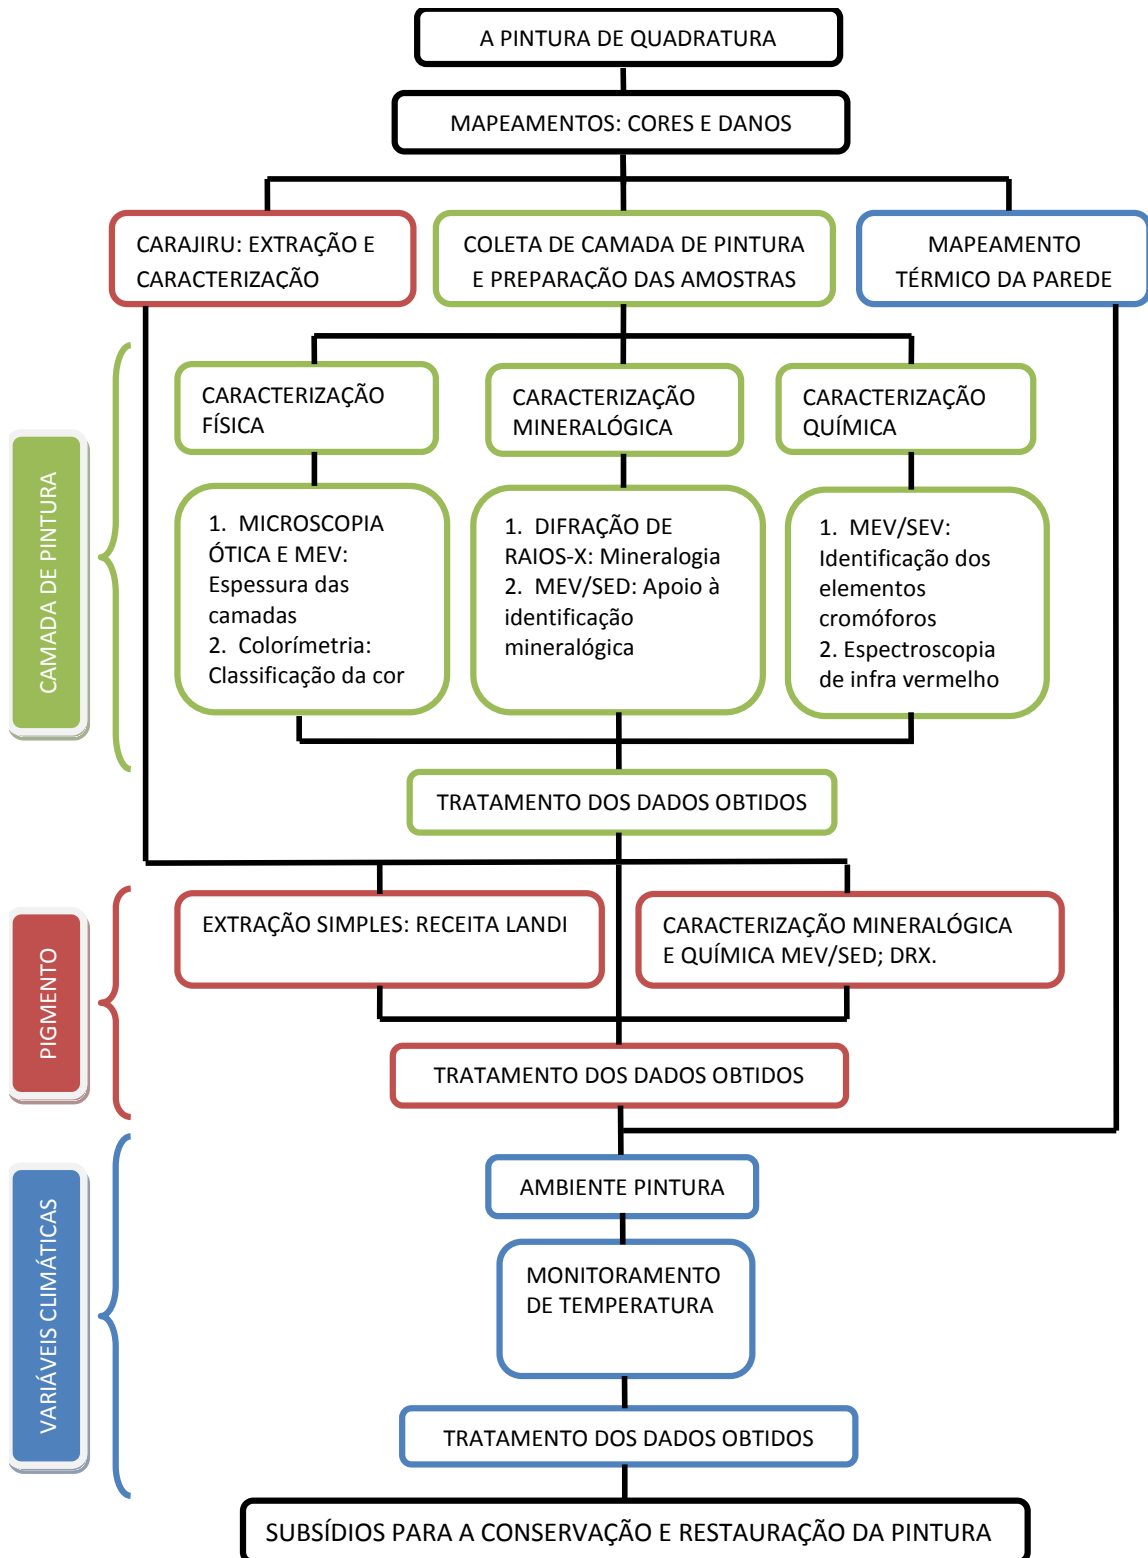 A PINTURA DE QUADRATURA
MAPEAMENTOS: CORES E DANOS
CARAJIRU: EXTRAÇÃO E
CARACTERIZAÇÃO
COLETA DE CAMADA DE PINTURA
E PREPARAÇÃO DAS AMOSTRAS
MAPEAMENTO
TÉRMICO DA PAREDE
CAMADA DE PINTURA
CARACTERIZAÇÃO
FÍSICA
CARACTERIZAÇÃO
MINERALÓGICA
CARACTERIZAÇÃO
QUÍMICA
1. MICROSCOPIA
ÓTICA E MEV:
Espessura das
camadas
2. Colorímetria:
Classificação da cor
1. DIFRAÇÃO DE
RAIOS-X: Mineralogia
2. MEV/SED: Apoio à
identificação
mineralógica
1. MEV/SEV:
Identificação dos
elementos
cromóforos
2. Espectroscopia
de infra vermelho
TRATAMENTO DOS DADOS OBTIDOS
PIGMENTO
EXTRAÇÃO SIMPLES: RECEITA LANDI
CARACTERIZAÇÃO MINERALÓGICA
E QUÍMICA MEV/SED; DRX.
TRATAMENTO DOS DADOS OBTIDOS
VARIÁVEIS CLIMÁTICAS
AMBIENTE PINTURA
MONITORAMENTO
DE TEMPERATURA
TRATAMENTO DOS DADOS OBTIDOS
SUBSÍDIOS PARA A CONSERVAÇÃO E RESTAURAÇÃO DA PINTURA